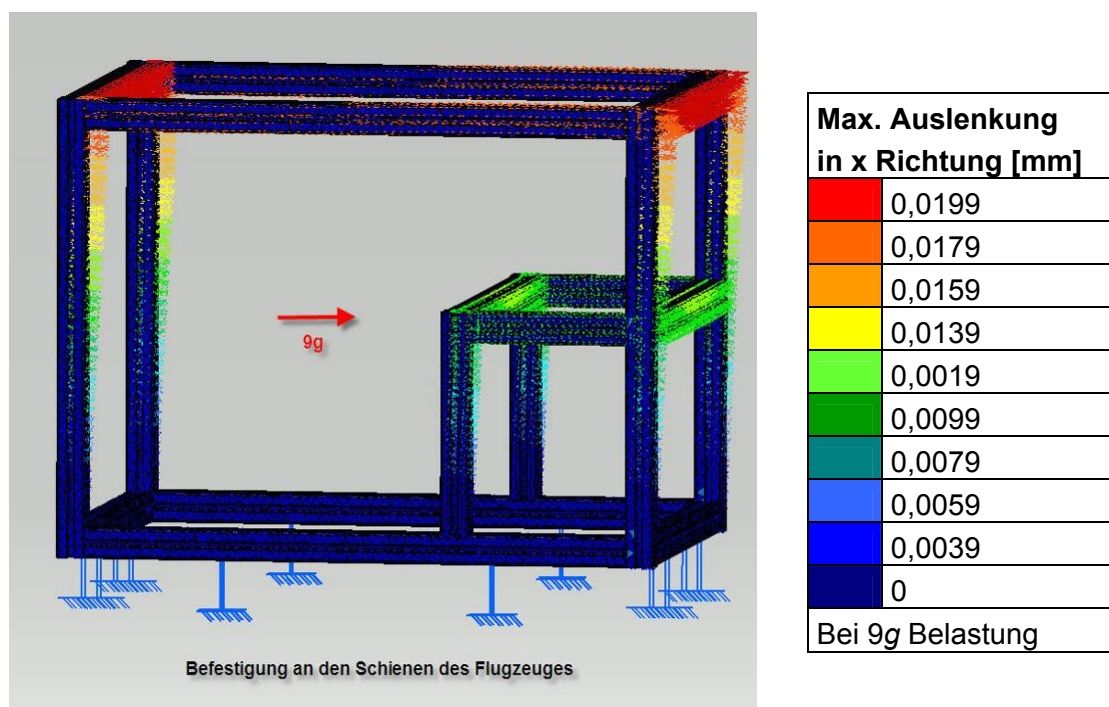 9g
Befestigung an den Schienen des Flugzeuges
Max. Auslenkung
in x Richtung [mm]
0,0199
0,0179
0,0159
0,0139
0,0019
0,0099
0,0079
0,0059
0,0039
0
Bei 9g Belastung